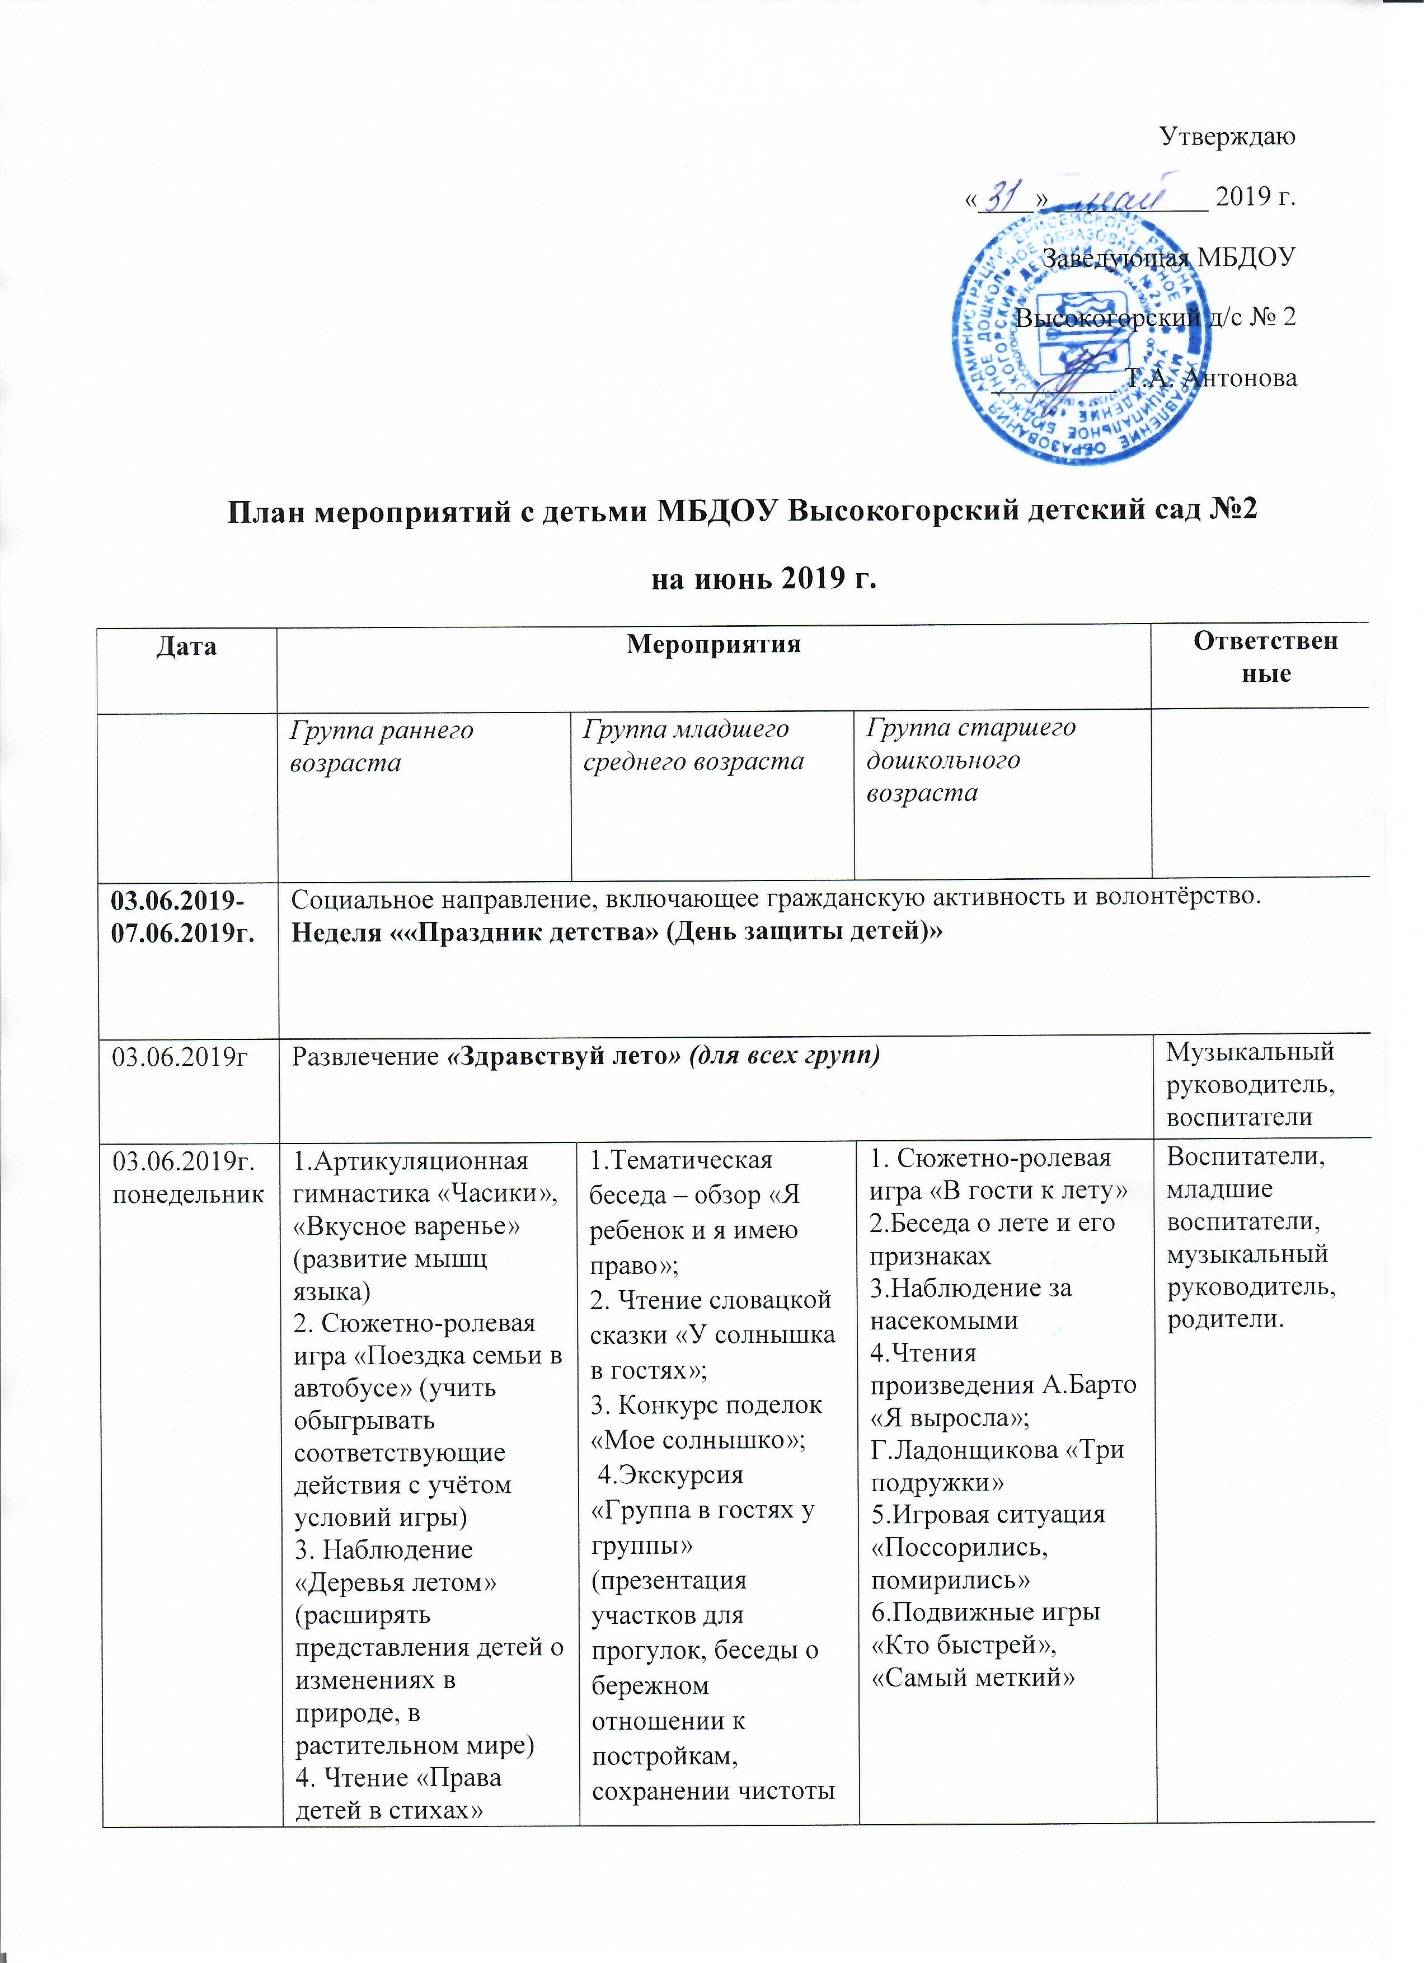 Утверждаю
«31» май 2019 г.
Заведующая МБДОУ
Высокогорский д/с № 2
Т.А. Антонова
УПРАВЛЕНИЕ ОБРАЗОВАНИЯ АДМИНИСТРАЦИИ ЕНИСЕЙСКОГО РАЙОНА
План мероприятий с детьми МБДОУ Высокогорский детский сад №2
на июнь 2019 г.
Дата
Мероприятия
Ответствен
ные
Группа раннего
возраста
Группа младшего
среднего возраста
Группа старшего
дошкольного
возраста
03.06.2019-
07.06.2019г.
Социальное направление, включающее гражданскую активность и волонтёрство.
Неделя ««Праздник детства» (День защиты детей)»
03.06.2019г
Развлечение «Здравствуй лето» (для всех групп)
Музыкальный
руководитель,
воспитатели
03.06.2019г.
понедельник
1.Артикуляционная
гимнастика «Часики»,
«Вкусное варенье»
(развитие мышц
языка)
2. Сюжетно-ролевая
игра «Поездка семьи в
автобусе» (учить
обыгрывать
соответствующие
действия с учётом
условий игры)
3. Наблюдение
«Деревья летом»
(расширять
представления детей о
изменениях в
природе, в
растительном мире)
4. Чтение «Права
детей в стихах»
1.Тематическая
беседа – обзор «Я
ребенок и я имею
право»;
2. Чтение словацкой
сказки «У солнышка
в гостях»;
3. Конкурс поделок
«Мое солнышко»;
4.Экскурсия
«Группа в гостях у
группы»
(презентация
участков для
прогулок, беседы о
бережном
отношении к
постройкам,
сохранении чистоты
1. Сюжетно-ролевая
игра «В гости к лету»
2.Беседа о лете и его
признаках
3.Наблюдение за
насекомыми
4.Чтения
произведения А.Барто
«Я выросла»;
Г.Ладонщикова «Три
подружки»
5.Игровая ситуация
«Поссорились,
помирились»
6.Подвижные игры
«Кто быстрей»,
«Самый меткий»
Воспитатели,
младшие
воспитатели,
музыкальный
руководитель,
родители.